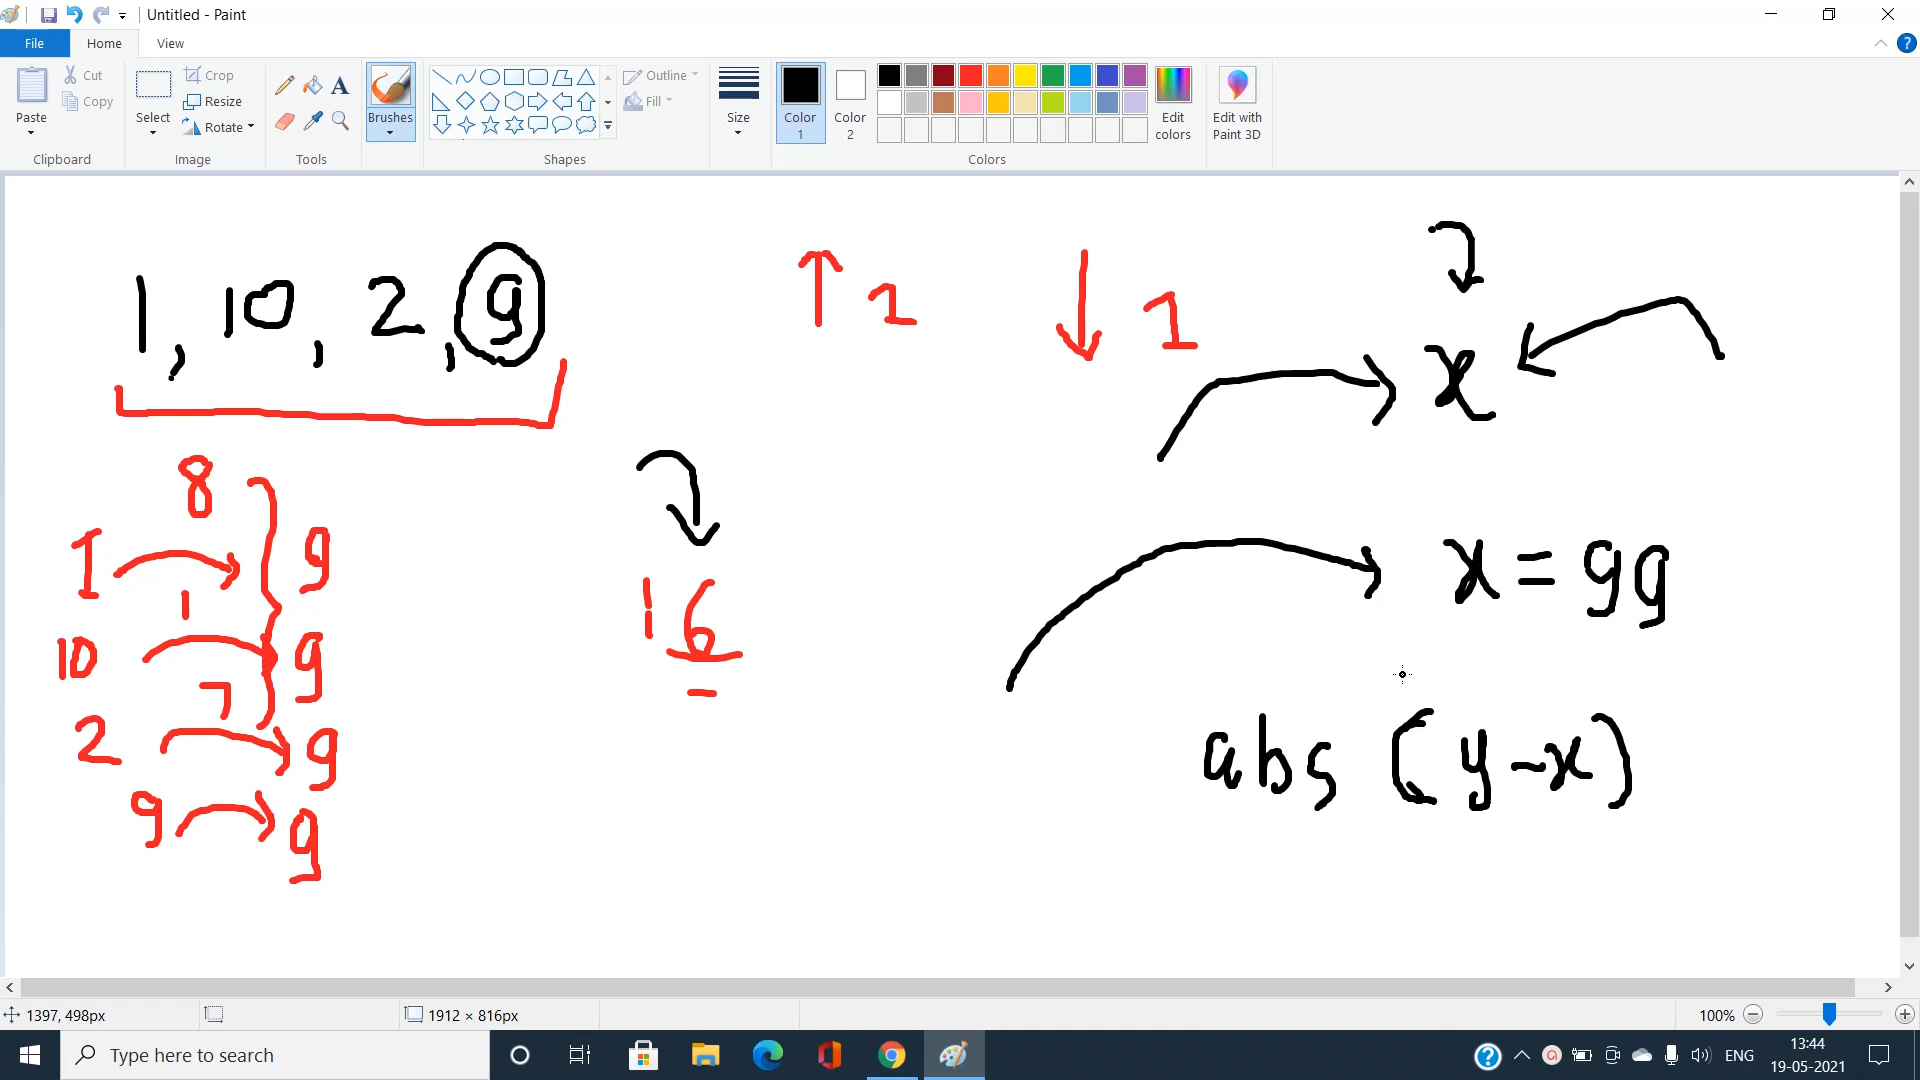 Untitled - Paint
File Home View
Paste
Cut
Copy
Clipboard
Select
Crop
Resize
Rotate
Image
Tools
Brushes
Outline
Fill
Shapes
Size
Color 1
Color 2
Colors
Edit colors
Edit with Paint 3D
1, 10, 2, 9
↑ 1
↓ 1
x
8
1 → 9
1
10 → 9
7
2 → 9
9 → 9
16
x = 99
abs (y-x)
1397, 498px
1912 × 816px
100%
Type here to search
ENG
13:44
19-05-2021